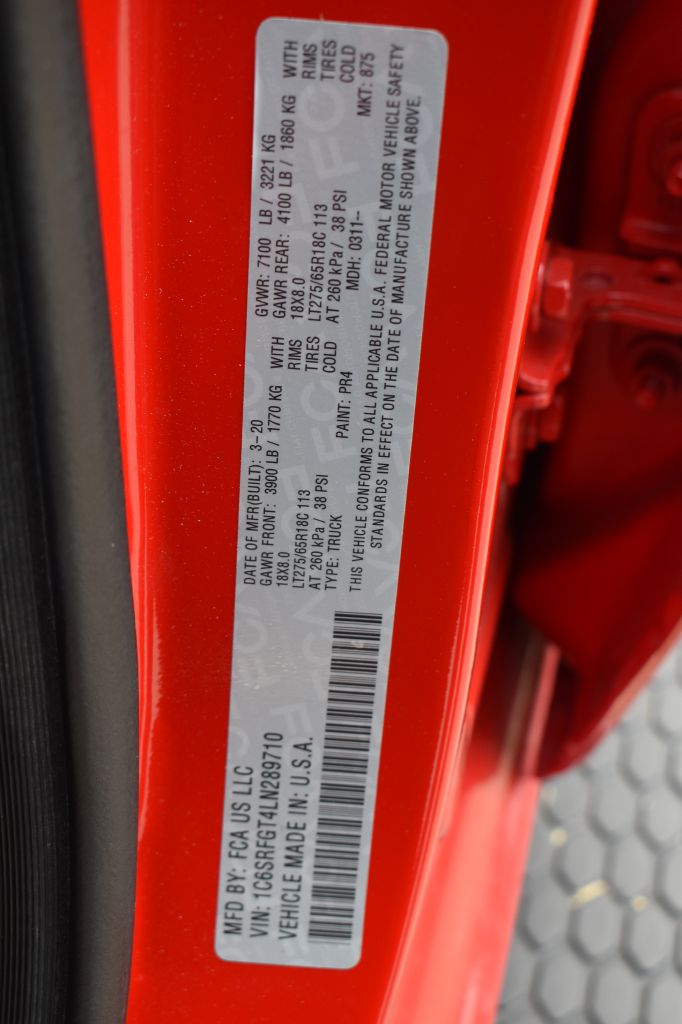 MFD BY: FCA US LLC
VIN: 1C6SRFGT4LN289710
VEHICLE MADE IN: U.S.A.
DATE OF MFR(BUILT): 3-20 GVWR: 7100 LB / 3221 KG
GAWR FRONT: 3900 LB / 1770 KG WITH GAWR REAR: 4100 LB / 1860 KG WITH
18X8.0 RIMS 18X8.0 RIMS
LT275/65R18C 113 TIRES LT275/65R18C 113 TIRES
AT 260 kPa / 38 PSI COLD AT 260 kPa / 38 PSI COLD
TYPE: TRUCK PAINT: PR4 MDH: 0311-- MKT: 875
THIS VEHICLE CONFORMS TO ALL APPLICABLE U.S.A. FEDERAL MOTOR VEHICLE SAFETY
STANDARDS IN EFFECT ON THE DATE OF MANUFACTURE SHOWN ABOVE.